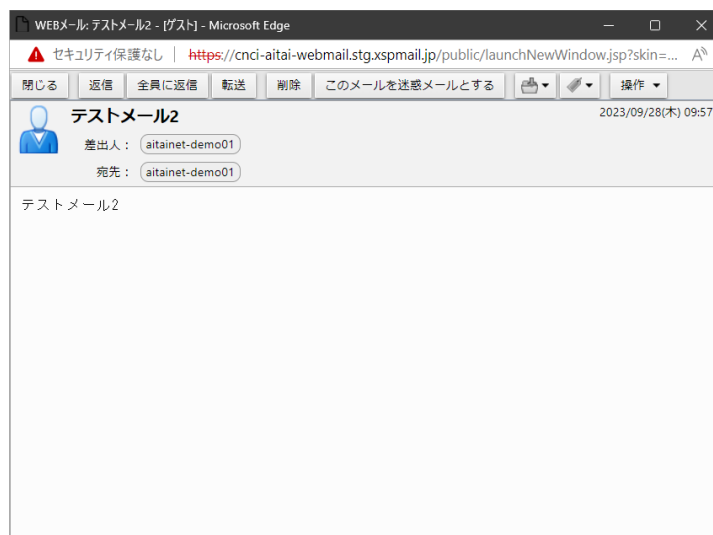 WEBメール: テストメール2 - [ゲスト] - Microsoft Edge
セキュリティ保護なし | https://cnci-aitai-webmail.stg.xspmail.jp/public/launchNewWindow.jsp?skin=...
閉じる 返信 全員に返信 転送 削除 このメールを迷惑メールとする 操作
テストメール2 2023/09/28(木) 09:57
差出人： aitainet-demo01
宛先： aitainet-demo01
テストメール2